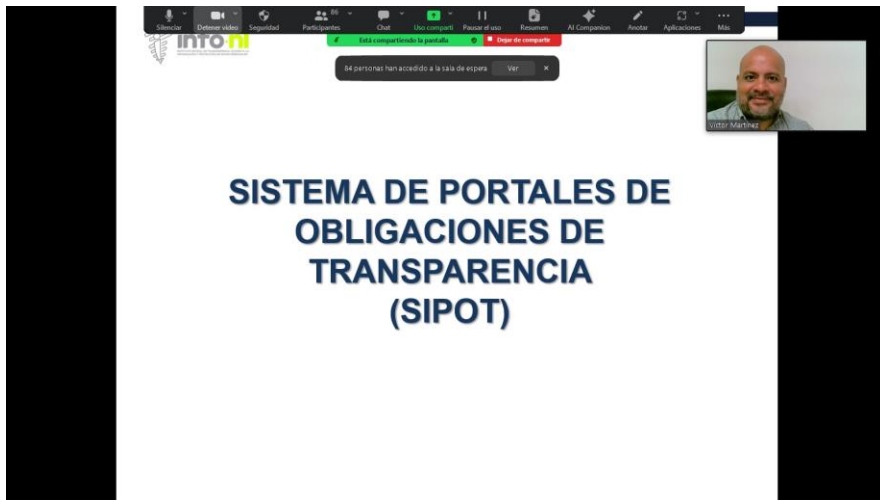 Silenciar
Detener video
Seguridad
Participantes
86
Chat
Uso comparti
Pausar el uso
Resumen
AI Companion
Anotar
Aplicaciones
Más
Está compartiendo la pantalla
Dejar de compartir
info nl
84 personas han accedido a la sala de espera
Ver
Víctor Martínez
SISTEMA DE PORTALES DE
OBLIGACIONES DE
TRANSPARENCIA
(SIPOT)